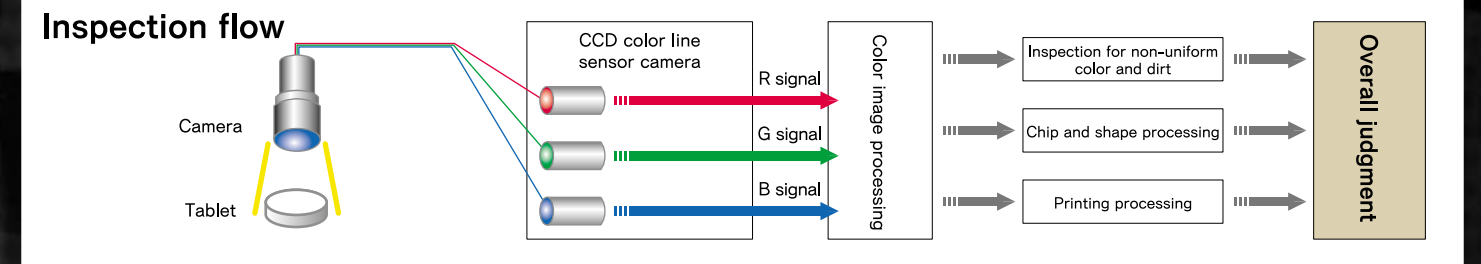 Inspection flow
Camera
Tablet
CCD color line
sensor camera
R signal
G signal
B signal
Color image processing
Inspection for non-uniform
color and dirt
Chip and shape processing
Printing processing
Overall judgment